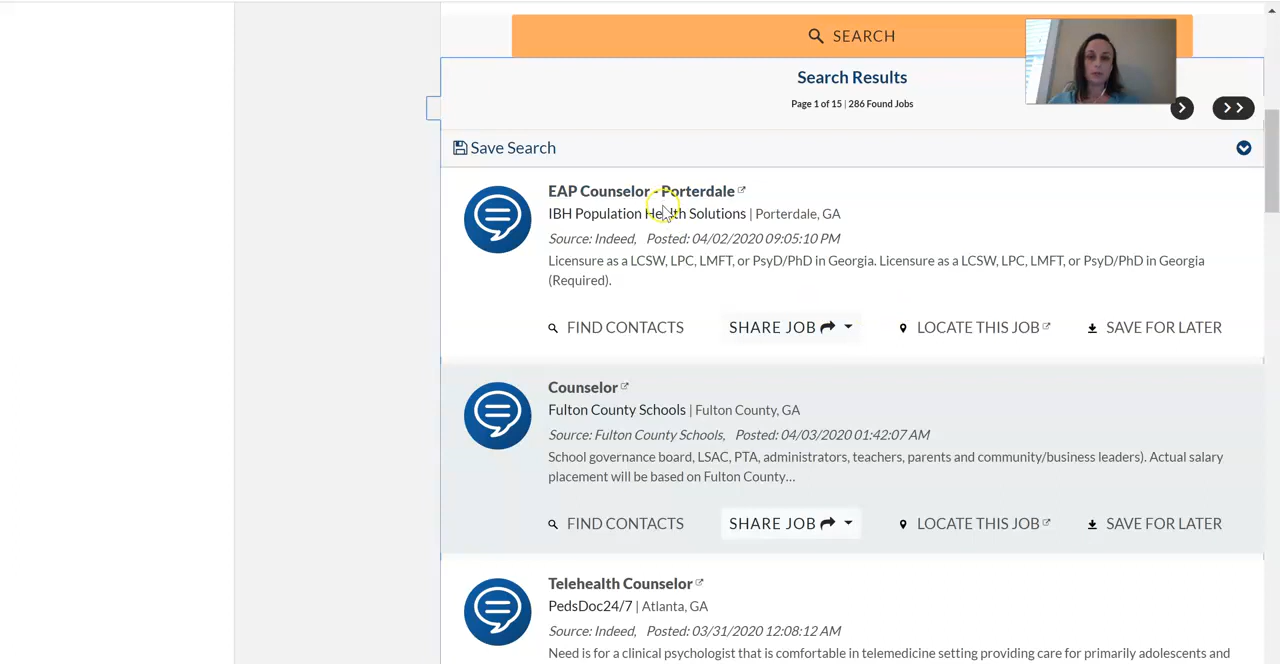 SEARCH
Search Results
Page 1 of 15 | 286 Found Jobs
Save Search
EAP Counselor - Porterdale
IBH Population Health Solutions | Porterdale, GA
Source: Indeed, Posted: 04/02/2020 09:05:10 PM
Licensure as a LCSW, LPC, LMFT, or PsyD/PhD in Georgia. Licensure as a LCSW, LPC, LMFT, or PsyD/PhD in Georgia
(Required).
FIND CONTACTS SHARE JOB LOCATE THIS JOB SAVE FOR LATER
Counselor
Fulton County Schools | Fulton County, GA
Source: Fulton County Schools, Posted: 04/03/2020 01:42:07 AM
School governance board, LSAC, PTA, administrators, teachers, parents and community/business leaders). Actual salary
placement will be based on Fulton County…
FIND CONTACTS SHARE JOB LOCATE THIS JOB SAVE FOR LATER
Telehealth Counselor
PedsDoc24/7 | Atlanta, GA
Source: Indeed, Posted: 03/31/2020 12:08:12 AM
Need is for a clinical psychologist that is comfortable in telemedicine setting providing care for primarily adolescents and